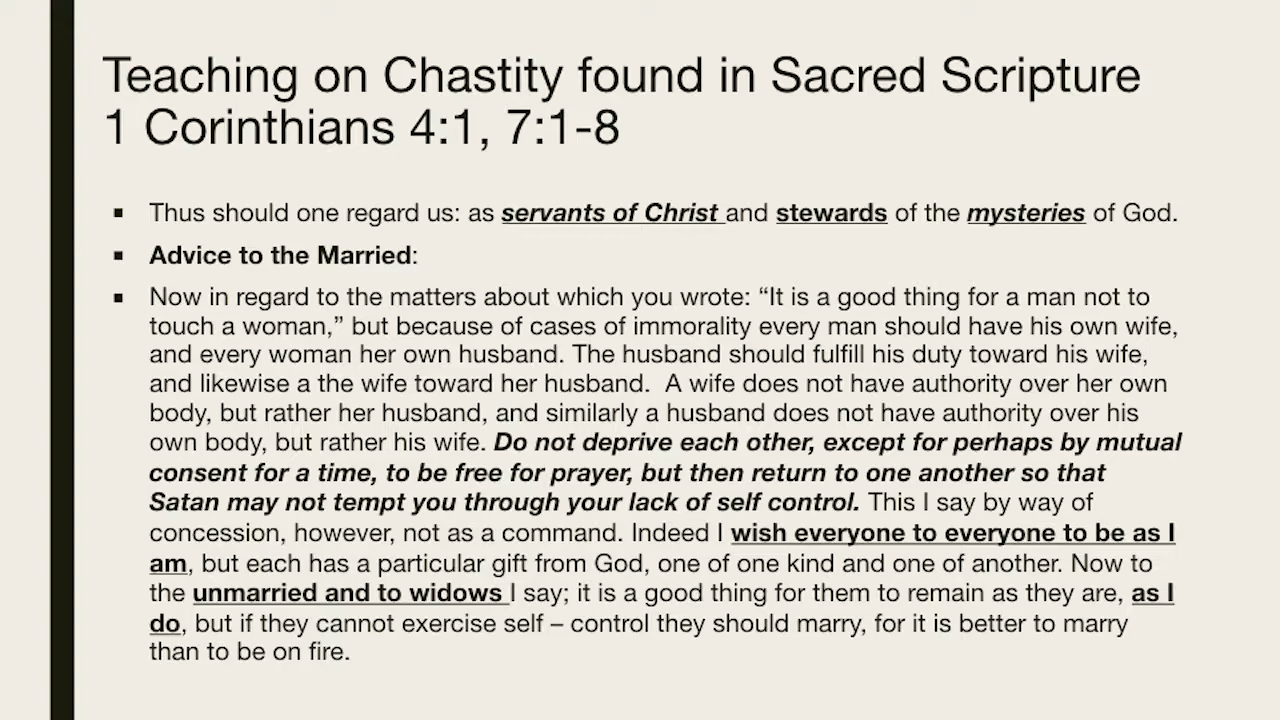 Teaching on Chastity found in Sacred Scripture
1 Corinthians 4:1, 7:1-8
▪ Thus should one regard us: as servants of Christ and stewards of the mysteries of God.
▪ Advice to the Married:
▪ Now in regard to the matters about which you wrote: “It is a good thing for a man not to
touch a woman,” but because of cases of immorality every man should have his own wife,
and every woman her own husband. The husband should fulfill his duty toward his wife,
and likewise a the wife toward her husband.  A wife does not have authority over her own
body, but rather her husband, and similarly a husband does not have authority over his
own body, but rather his wife. Do not deprive each other, except for perhaps by mutual
consent for a time, to be free for prayer, but then return to one another so that
Satan may not tempt you through your lack of self control. This I say by way of
concession, however, not as a command. Indeed I wish everyone to everyone to be as I
am, but each has a particular gift from God, one of one kind and one of another. Now to
the unmarried and to widows I say; it is a good thing for them to remain as they are, as I
do, but if they cannot exercise self – control they should marry, for it is better to marry
than to be on fire.